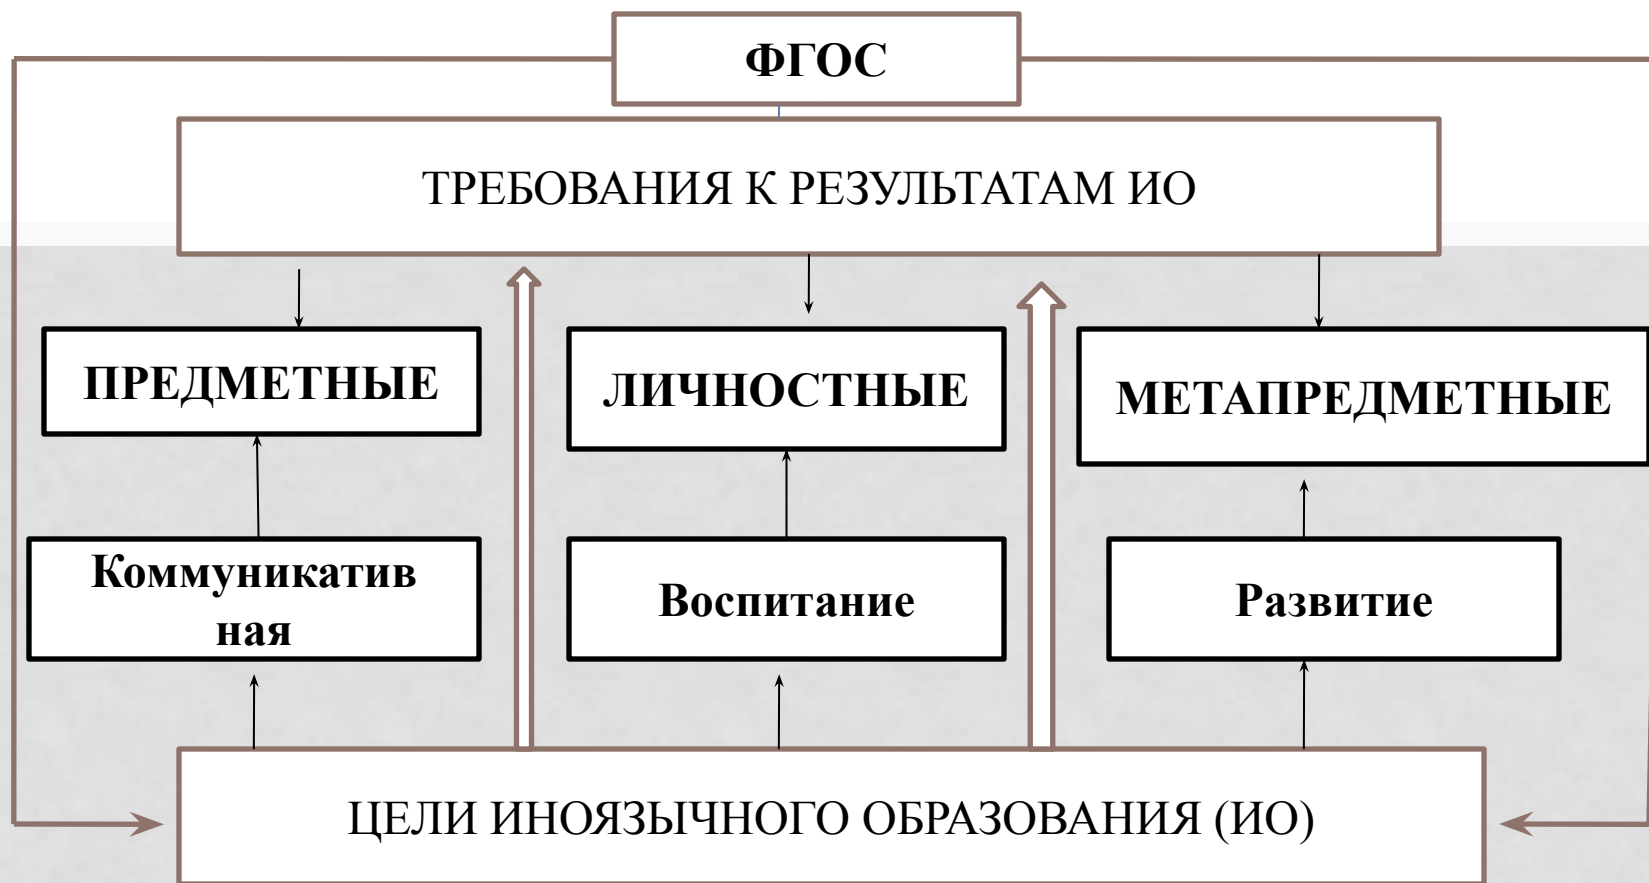 ФГОС
ТРЕБОВАНИЯ К РЕЗУЛЬТАТАМ ИО
ПРЕДМЕТНЫЕ
ЛИЧНОСТНЫЕ
МЕТАПРЕДМЕТНЫЕ
Коммуникатив
ная
Воспитание
Развитие
ЦЕЛИ ИНОЯЗЫЧНОГО ОБРАЗОВАНИЯ (ИО)